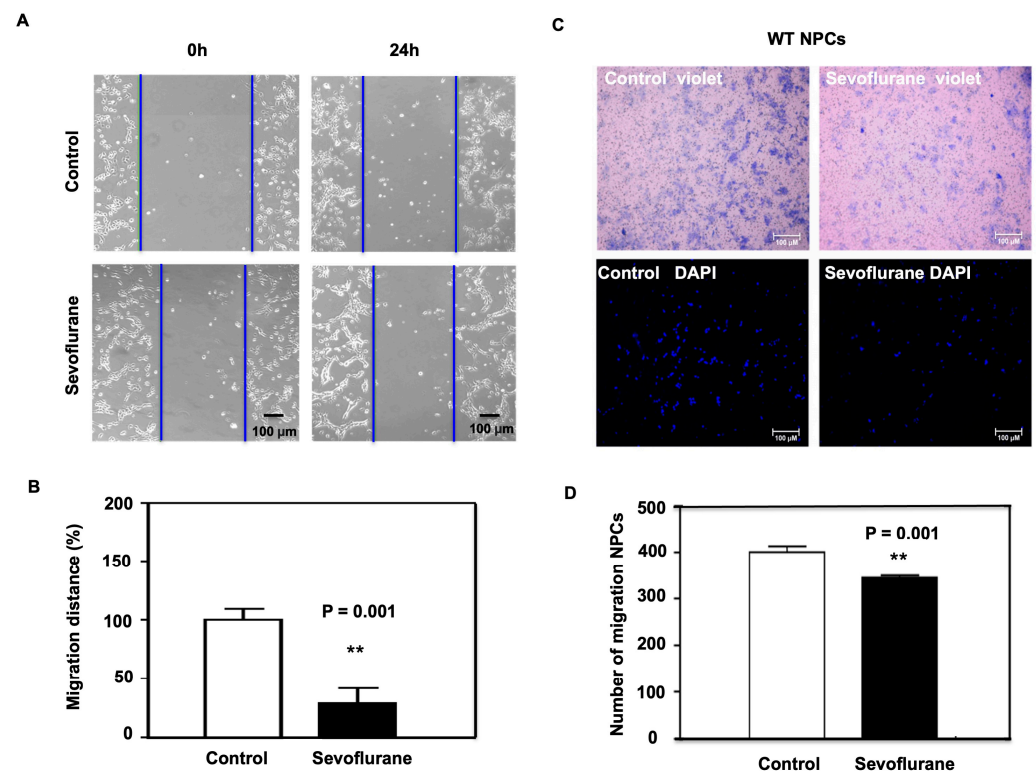 A
0h
24h
Control
Sevoflurane
100 μm
100 μm
B
Migration distance (%)
200
150
100
50
0
P = 0.001
**
Control
Sevoflurane
C
WT NPCs
Control violet
Sevoflurane violet
100 μM
100 μM
Control DAPI
Sevoflurane DAPI
100 μM
100 μM
D
Number of migration NPCs
500
400
300
200
100
0
P = 0.001
**
Control
Sevoflurane